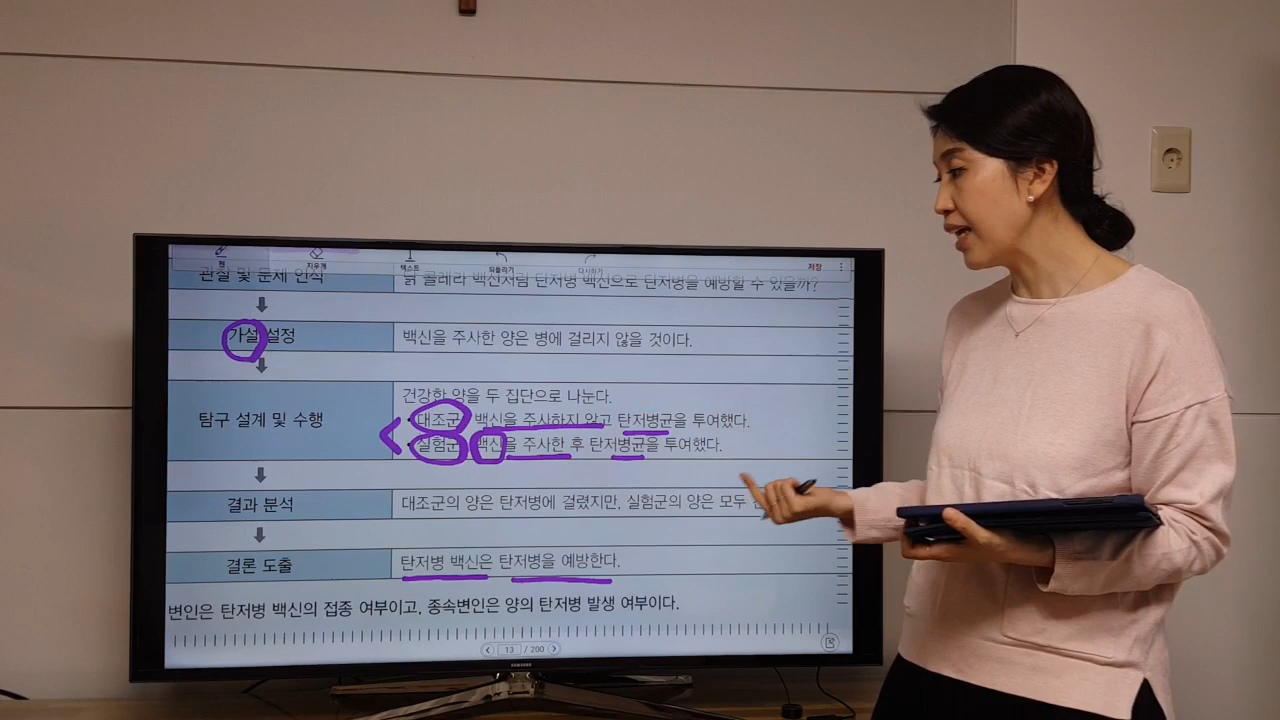 펜 지우개 텍스트 되돌리기 다시하기 저장
관찰 및 문제 인식 닭 콜레라 백신처럼 탄저병 백신으로 탄저병을 예방할 수 있을까?
가설 설정 백신을 주사한 양은 병에 걸리지 않을 것이다.
건강한 양을 두 집단으로 나눈다.
탐구 설계 및 수행 • 대조군: 백신을 주사하지 않고 탄저병균을 투여했다.
• 실험군: 백신을 주사한 후 탄저병균을 투여했다.
결과 분석 대조군의 양은 탄저병에 걸렸지만, 실험군의 양은 모두
결론 도출 탄저병 백신은 탄저병을 예방한다.
변인은 탄저병 백신의 접종 여부이고, 종속변인은 양의 탄저병 발생 여부이다.
13 / 200
SAMSUNG